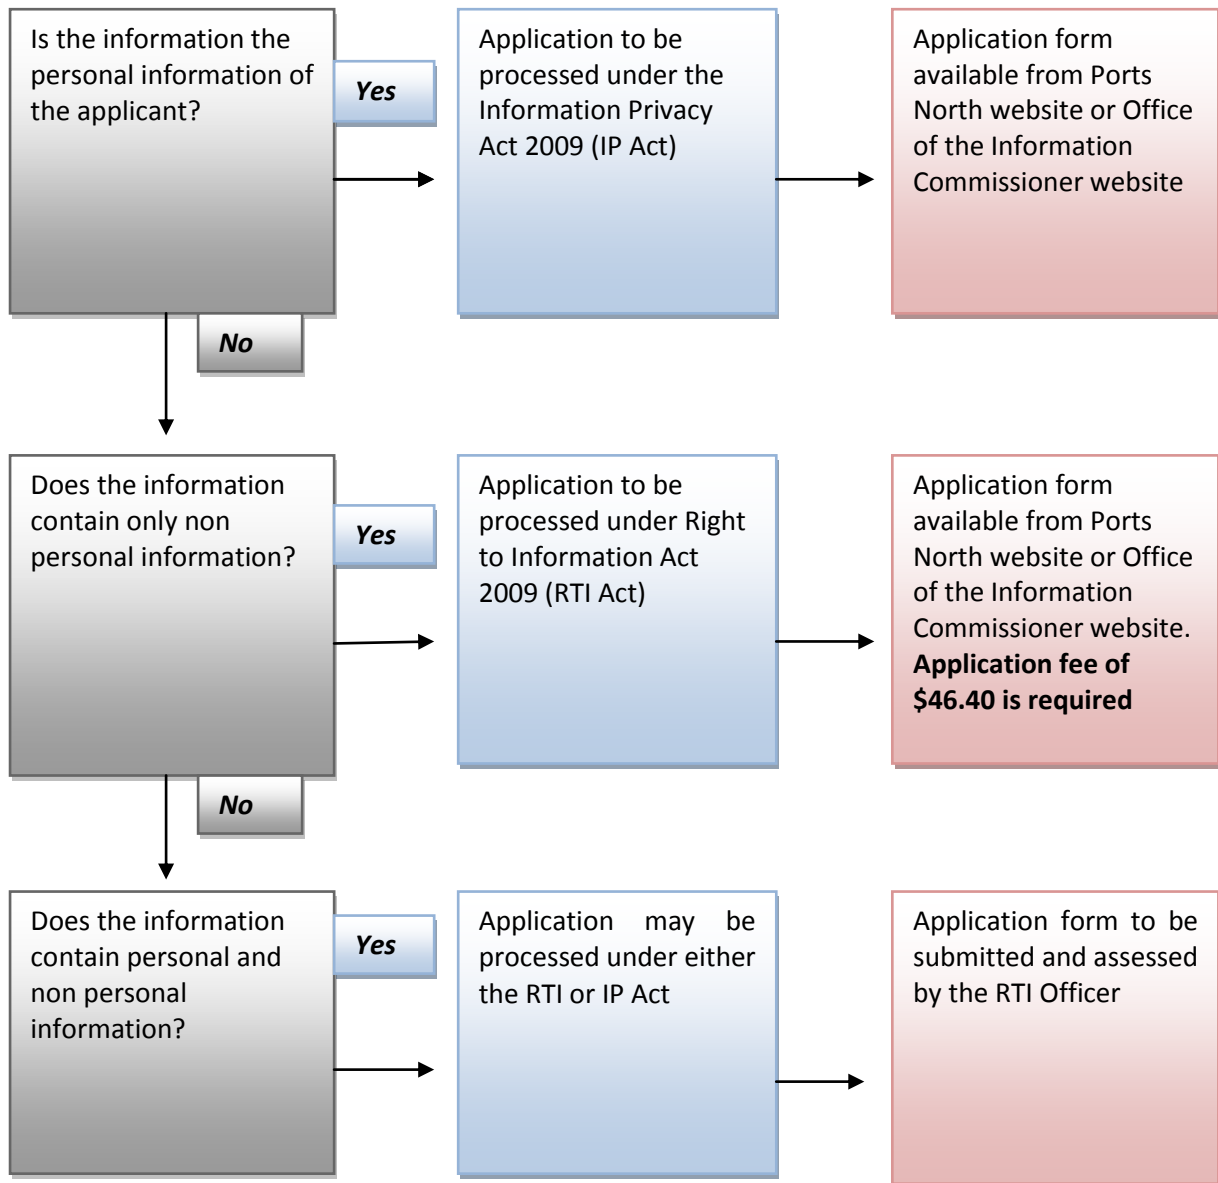 Is the information the
personal information of
the applicant?
Yes
Application to be
processed under the
Information Privacy
Act 2009 (IP Act)
Application form
available from Ports
North website or Office
of the Information
Commissioner website
No
Does the information
contain only non
personal information?
Yes
Application to be
processed under Right
to Information Act
2009 (RTI Act)
Application form
available from Ports
North website or Office
of the Information
Commissioner website.
Application fee of
$46.40 is required
No
Does the information
contain personal and
non personal
information?
Yes
Application may be
processed under either
the RTI or IP Act
Application form to be
submitted and assessed
by the RTI Officer